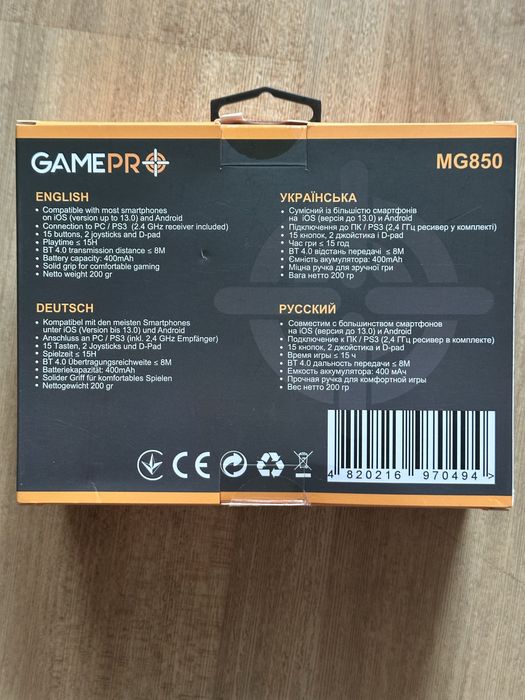 GAMEPRO
MG850
ENGLISH
• Compatible with most smartphones
on iOS (version up to 13.0) and Android
• Connection to PC / PS3 (2.4 GHz receiver included)
• 15 buttons, 2 joysticks and D-pad
• Playtime ≤ 15H
• BT 4.0 transmission distance ≤ 8M
• Battery capacity: 400mAh
• Solid grip for comfortable gaming
• Netto weight 200 gr
УКРАЇНСЬКА
• Сумісний із більшістю смартфонів
на iOS (версія до 13.0) и Android
• Підключення до ПК / PS3 (2,4 ГГц ресивер у комплекті)
• 15 кнопок, 2 джойстика і D-pad
• Час гри ≤ 15 год
• BT 4.0 відстань передачі ≤ 8M
• Ємність акумулятора: 400mAh
• Міцна ручка для зручної гри
• Вага нетто 200 гр
DEUTSCH
• Kompatibel mit den meisten Smartphones
unter iOS (Version bis 13.0) und Android
• Anschluss an PC / PS3 (inkl. 2,4 GHz Empfänger)
• 15 Tasten, 2 Joysticks und D-Pad
• Spielzeit ≤ 15H
• BT 4.0 Übertragungsreichweite ≤ 8M
• Batteriekapazität: 400mAh
• Solider Griff für komfortables Spielen
• Nettogewicht 200 gr
РУССКИЙ
• Совместим с большинством смартфонов
на iOS (версия до 13.0) и Android
• Подключение к ПК / PS3 (2,4 ГГц ресивер в комплекте)
• 15 кнопок, 2 джойстика и D-pad
• Время игры ≤ 15 ч
• BT 4.0 дальность передачи ≤ 8M
• Емкость аккумулятора: 400 мАч
• Прочная ручка для комфортной игры
• Вес нетто 200 гр
CE
4 820216 970494 >